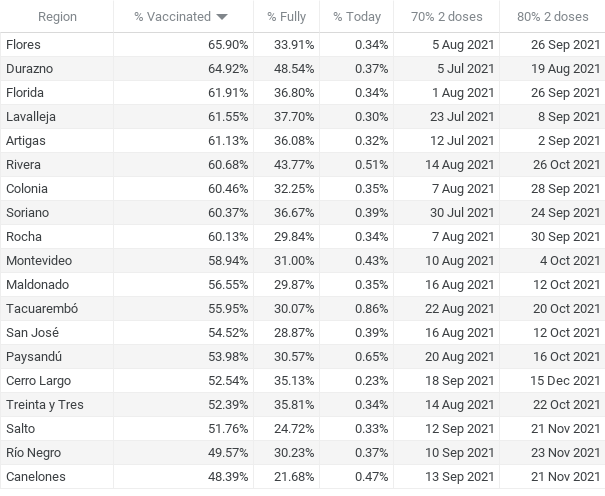 Region % Vaccinated % Fully % Today 70% 2 doses 80% 2 doses
Flores 65.90% 33.91% 0.34% 5 Aug 2021 26 Sep 2021
Durazno 64.92% 48.54% 0.37% 5 Jul 2021 19 Aug 2021
Florida 61.91% 36.80% 0.34% 1 Aug 2021 26 Sep 2021
Lavalleja 61.55% 37.70% 0.30% 23 Jul 2021 8 Sep 2021
Artigas 61.13% 36.08% 0.32% 12 Jul 2021 2 Sep 2021
Rivera 60.68% 43.77% 0.51% 14 Aug 2021 26 Oct 2021
Colonia 60.46% 32.25% 0.35% 7 Aug 2021 28 Sep 2021
Soriano 60.37% 36.67% 0.39% 30 Jul 2021 24 Sep 2021
Rocha 60.13% 29.84% 0.34% 7 Aug 2021 30 Sep 2021
Montevideo 58.94% 31.00% 0.43% 10 Aug 2021 4 Oct 2021
Maldonado 56.55% 29.87% 0.35% 16 Aug 2021 12 Oct 2021
Tacuarembó 55.95% 30.07% 0.86% 22 Aug 2021 20 Oct 2021
San José 54.52% 28.87% 0.39% 16 Aug 2021 12 Oct 2021
Paysandú 53.98% 30.57% 0.65% 20 Aug 2021 16 Oct 2021
Cerro Largo 52.54% 35.13% 0.23% 18 Sep 2021 15 Dec 2021
Treinta y Tres 52.39% 35.81% 0.34% 14 Aug 2021 22 Oct 2021
Salto 51.76% 24.72% 0.33% 12 Sep 2021 21 Nov 2021
Río Negro 49.57% 30.23% 0.37% 10 Sep 2021 23 Nov 2021
Canelones 48.39% 21.68% 0.47% 13 Sep 2021 21 Nov 2021